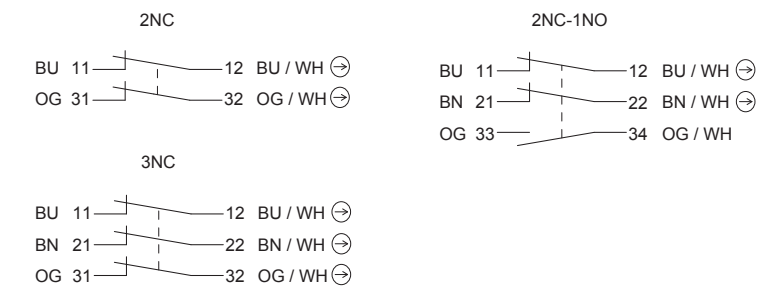 2NC
BU 11 12 BU / WH
OG 31 32 OG / WH
2NC-1NO
BU 11 12 BU / WH
BN 21 22 BN / WH
OG 33 34 OG / WH
3NC
BU 11 12 BU / WH
BN 21 22 BN / WH
OG 31 32 OG / WH